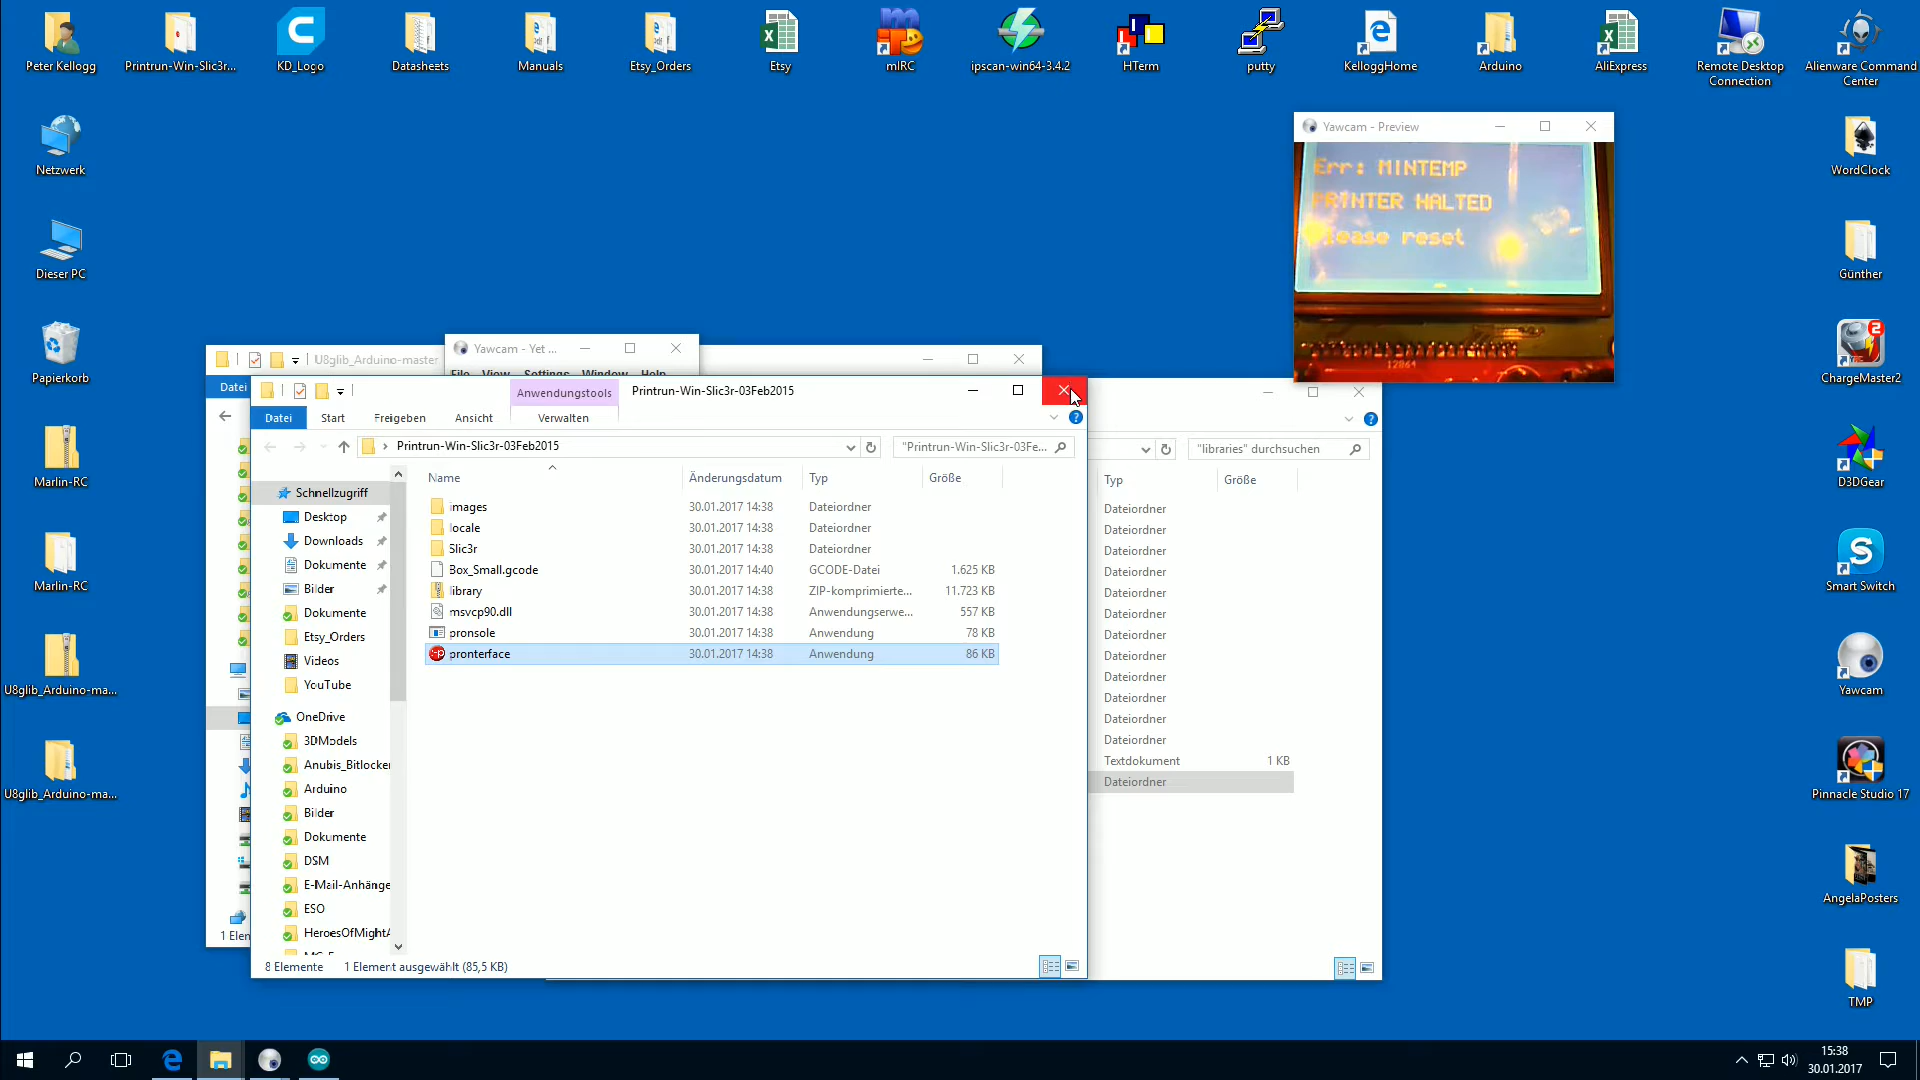 Peter Kellogg
Printrun-Win-Slic3r...
KD_Logo
Datasheets
Manuals
Etsy_Orders
Etsy
mIRC
ipscan-win64-3.4.2
HTerm
putty
KelloggHome
Arduino
AliExpress
Remote Desktop
Connection
Alienware Command
Center
Netzwerk
Dieser PC
Papierkorb
Marlin-RC
Marlin-RC
U8glib_Arduino-ma...
U8glib_Arduino-ma...
WordClock
Günther
2
ChargeMaster2
D3DGear
Smart Switch
Yawcam
Pinnacle Studio 17
AngelaPosters
TMP
Yawcam - Preview
Err: MINTEMP
PRINTER HALTED
Please reset
12864
U8glib_Arduino-master
Datei
Yawcam - Yet ...
File View Settings Window Help
Anwendungstools
Printrun-Win-Slic3r-03Feb2015
Datei Start Freigeben Ansicht Verwalten
Printrun-Win-Slic3r-03Feb2015
"Printrun-Win-Slic3r-03Fe...
Name Änderungsdatum Typ Größe
images 30.01.2017 14:38 Dateiordner
locale 30.01.2017 14:38 Dateiordner
Slic3r 30.01.2017 14:38 Dateiordner
Box_Small.gcode 30.01.2017 14:40 GCODE-Datei 1.625 KB
library 30.01.2017 14:38 ZIP-komprimierte... 11.723 KB
msvcp90.dll 30.01.2017 14:38 Anwendungserwe... 557 KB
pronsole 30.01.2017 14:38 Anwendung 78 KB
pronterface 30.01.2017 14:38 Anwendung 86 KB
Schnellzugriff
Desktop
Downloads
Dokumente
Bilder
Dokumente
Etsy_Orders
Videos
YouTube
OneDrive
3DModels
Anubis_Bitlocker
Arduino
Bilder
Dokumente
DSM
E-Mail-Anhänge
ESO
HeroesOfMightA
8 Elemente 1 Element ausgewählt (85,5 KB)
1 Elen
"libraries" durchsuchen
Typ Größe
Dateiordner
Dateiordner
Dateiordner
Dateiordner
Dateiordner
Dateiordner
Dateiordner
Dateiordner
Dateiordner
Dateiordner
Dateiordner
Dateiordner
Textdokument 1 KB
Dateiordner
15:38
30.01.2017